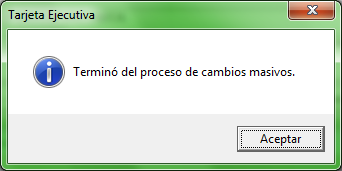 Tarjeta Ejecutiva
Terminó del proceso de cambios masivos.
Aceptar